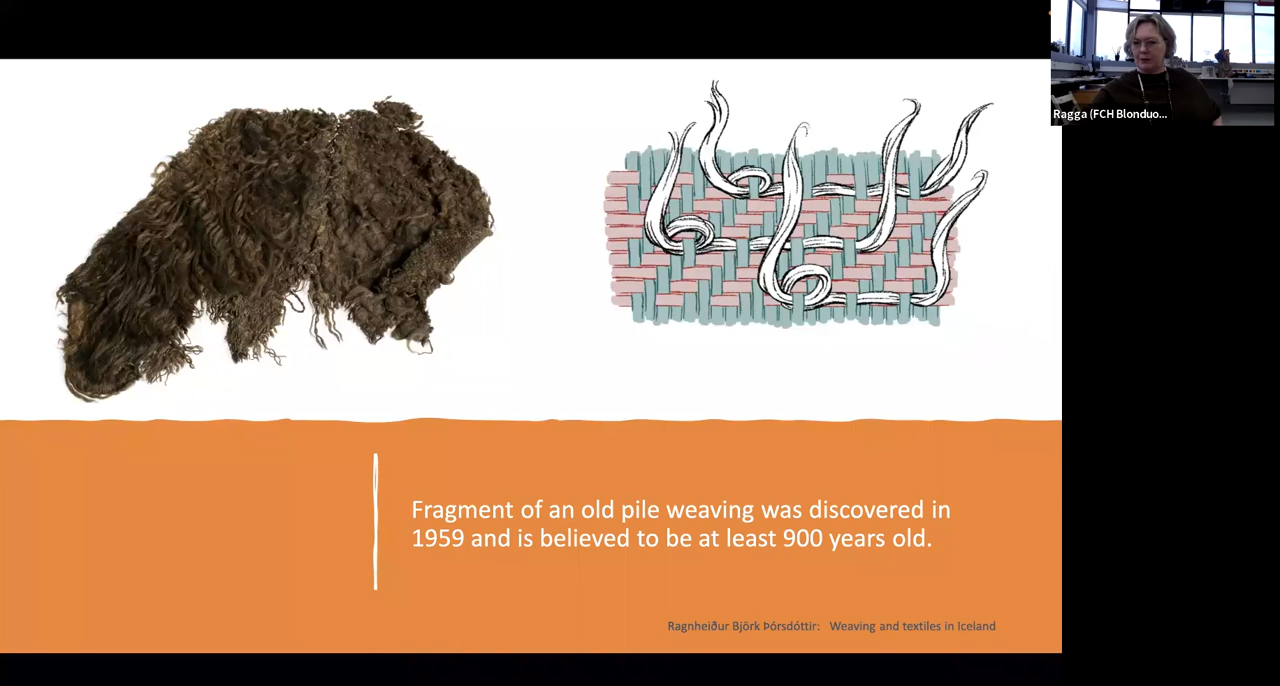 Ragga (FCH Blonduo...
Fragment of an old pile weaving was discovered in
1959 and is believed to be at least 900 years old.
Ragnheiður Björk Þórsdóttir: Weaving and textiles in Iceland